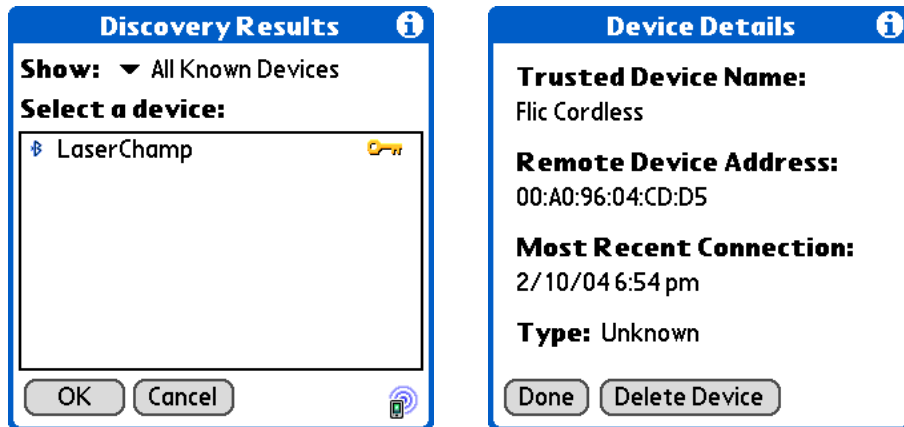 Discovery Results
Show: All Known Devices
Select a device:
LaserChamp
OK Cancel
Device Details
Trusted Device Name:
Flic Cordless
Remote Device Address:
00:A0:96:04:CD:D5
Most Recent Connection:
2/10/04 6:54 pm
Type: Unknown
Done Delete Device